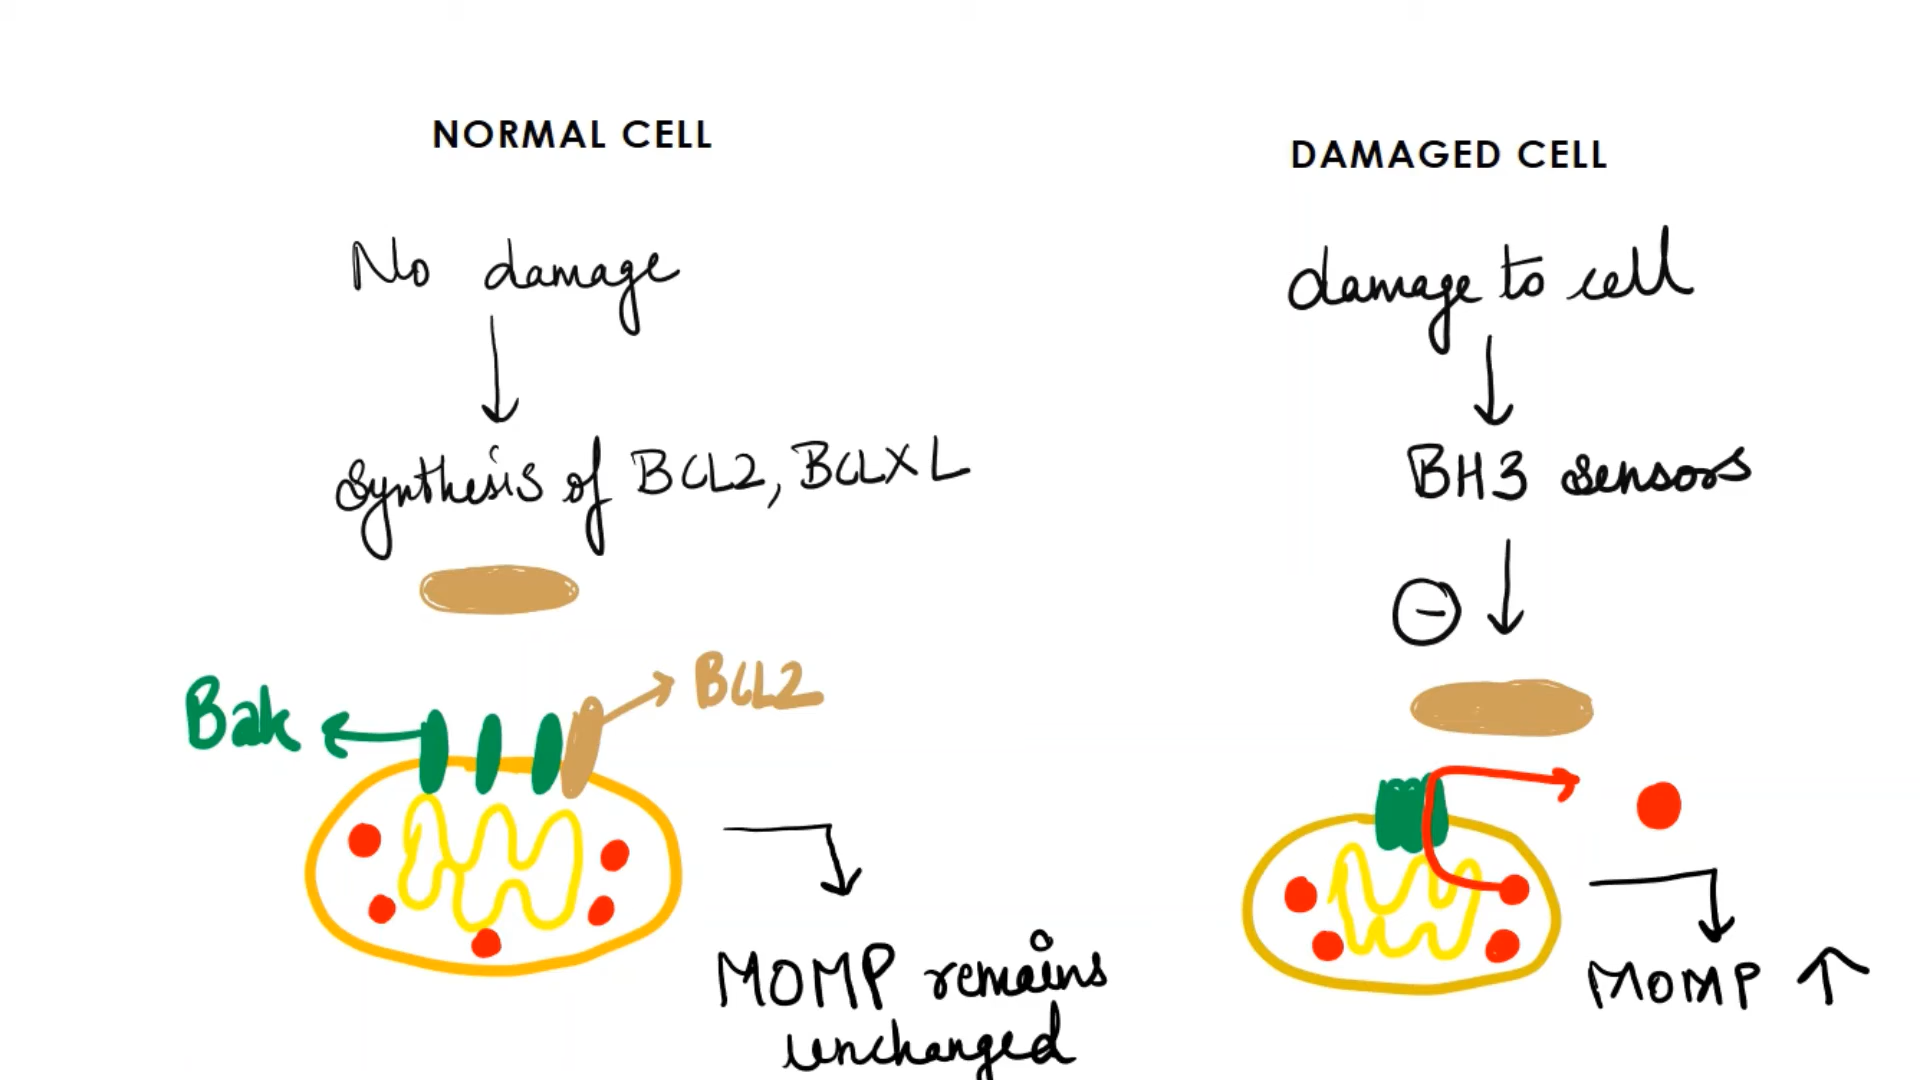 NORMAL CELL
No damage
Synthesis of BCL2, BCLXL
Bak
BCL2
MOMP remains
unchanged
DAMAGED CELL
damage to cell
BH3 sensors
MOMP ↑